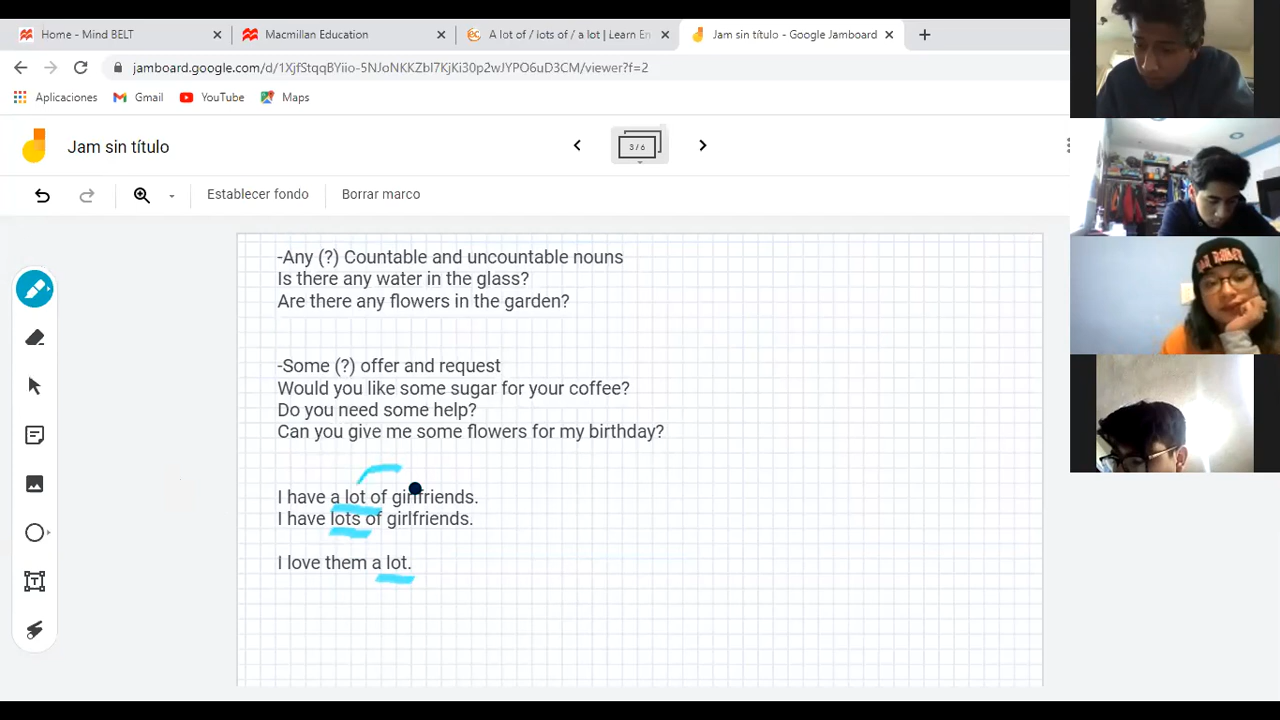 Home - Mind BELT
Macmillan Education
A lot of / lots of / a lot | Learn En
Jam sin título - Google Jamboard
jamboard.google.com/d/1XjfStqqBYiio-5NJoNKKZbI7KjKi30p2wJYPO6uD3CM/viewer?f=2
Aplicaciones
Gmail
YouTube
Maps
Jam sin título
3 / 6
Establecer fondo
Borrar marco
-Any (?) Countable and uncountable nouns
Is there any water in the glass?
Are there any flowers in the garden?
-Some (?) offer and request
Would you like some sugar for your coffee?
Do you need some help?
Can you give me some flowers for my birthday?
I have a lot of girlfriends.
I have lots of girlfriends.
I love them a lot.